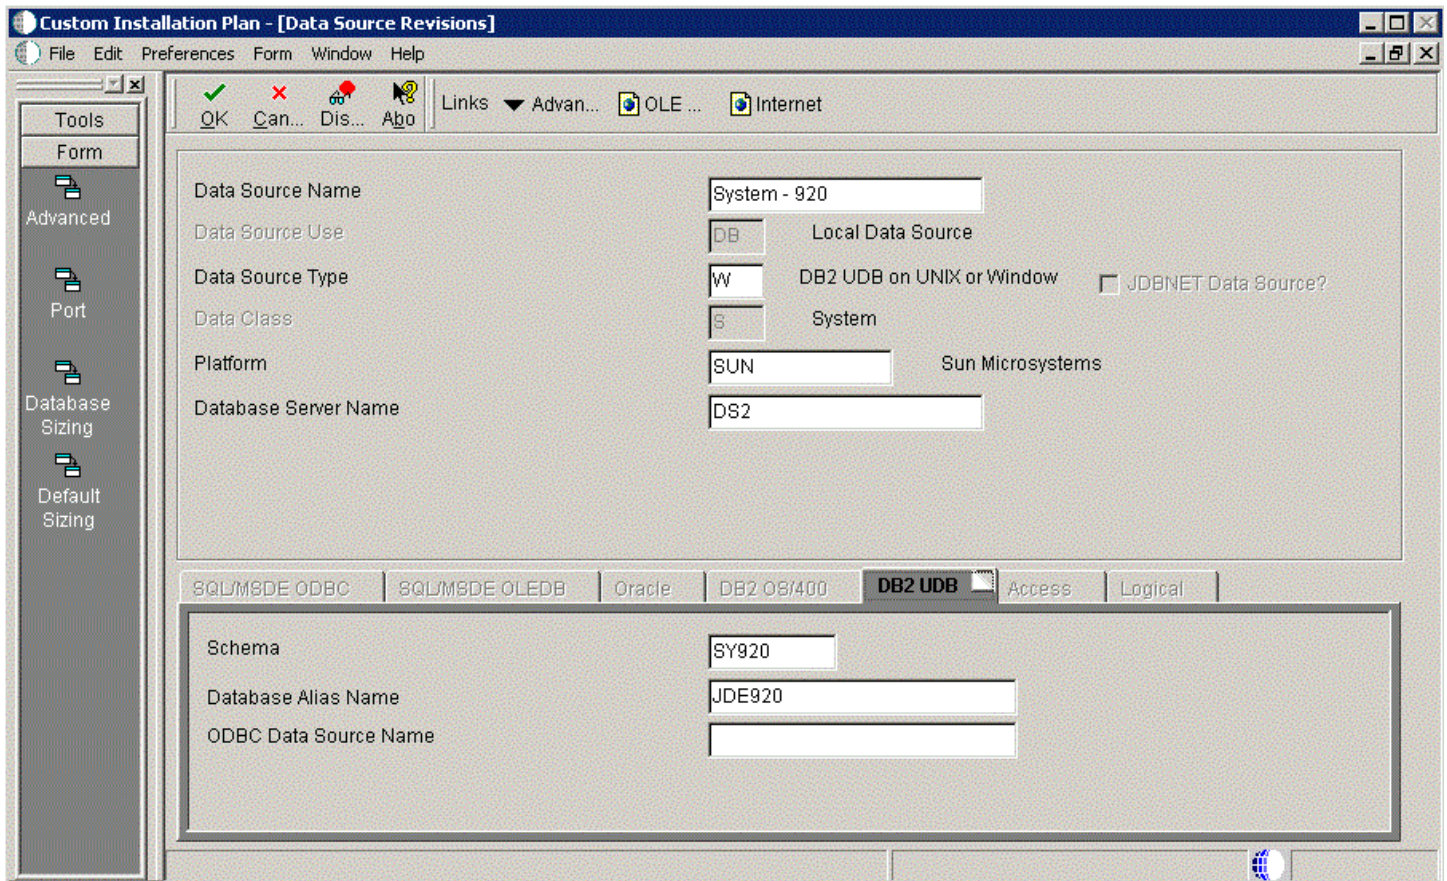 Custom Installation Plan - [Data Source Revisions]
File Edit Preferences Form Window Help
OK Can... Dis... Abo Links Advan... OLE ... Internet
Tools
Form
Advanced
Port
Database
Sizing
Default
Sizing
Data Source Name System - 920
Data Source Use DB Local Data Source
Data Source Type W DB2 UDB on UNIX or Window JDBNET Data Source?
Data Class S System
Platform SUN Sun Microsystems
Database Server Name DS2
SQL/MSDE ODBC SQL/MSDE OLEDB Oracle DB2 OS/400 DB2 UDB Access Logical
Schema SY920
Database Alias Name JDE920
ODBC Data Source Name